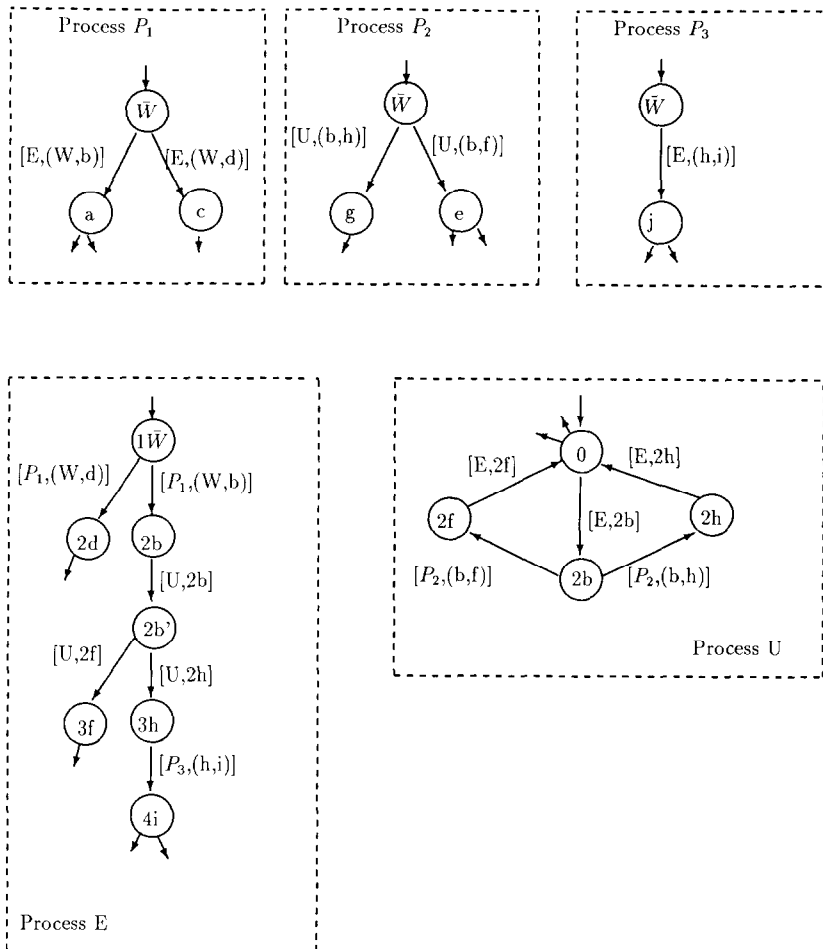 Process P₁
W̄
[E,(W,b)]
[E,(W,d)]
a
c
Process P₂
W̄
[U,(b,h)]
[U,(b,f)]
g
e
Process P₃
W̄
[E,(h,i)]
j
1W̄
[P₁,(W,d)]
[P₁,(W,b)]
2d
2b
[U,2b]
2b'
[U,2f]
[U,2h]
3f
3h
[P₃,(h,i)]
4i
Process E
0
[E,2f]
[E,2h]
2f
[E,2b]
2h
[P₂,(b,f)]
2b
[P₂,(b,h)]
Process U